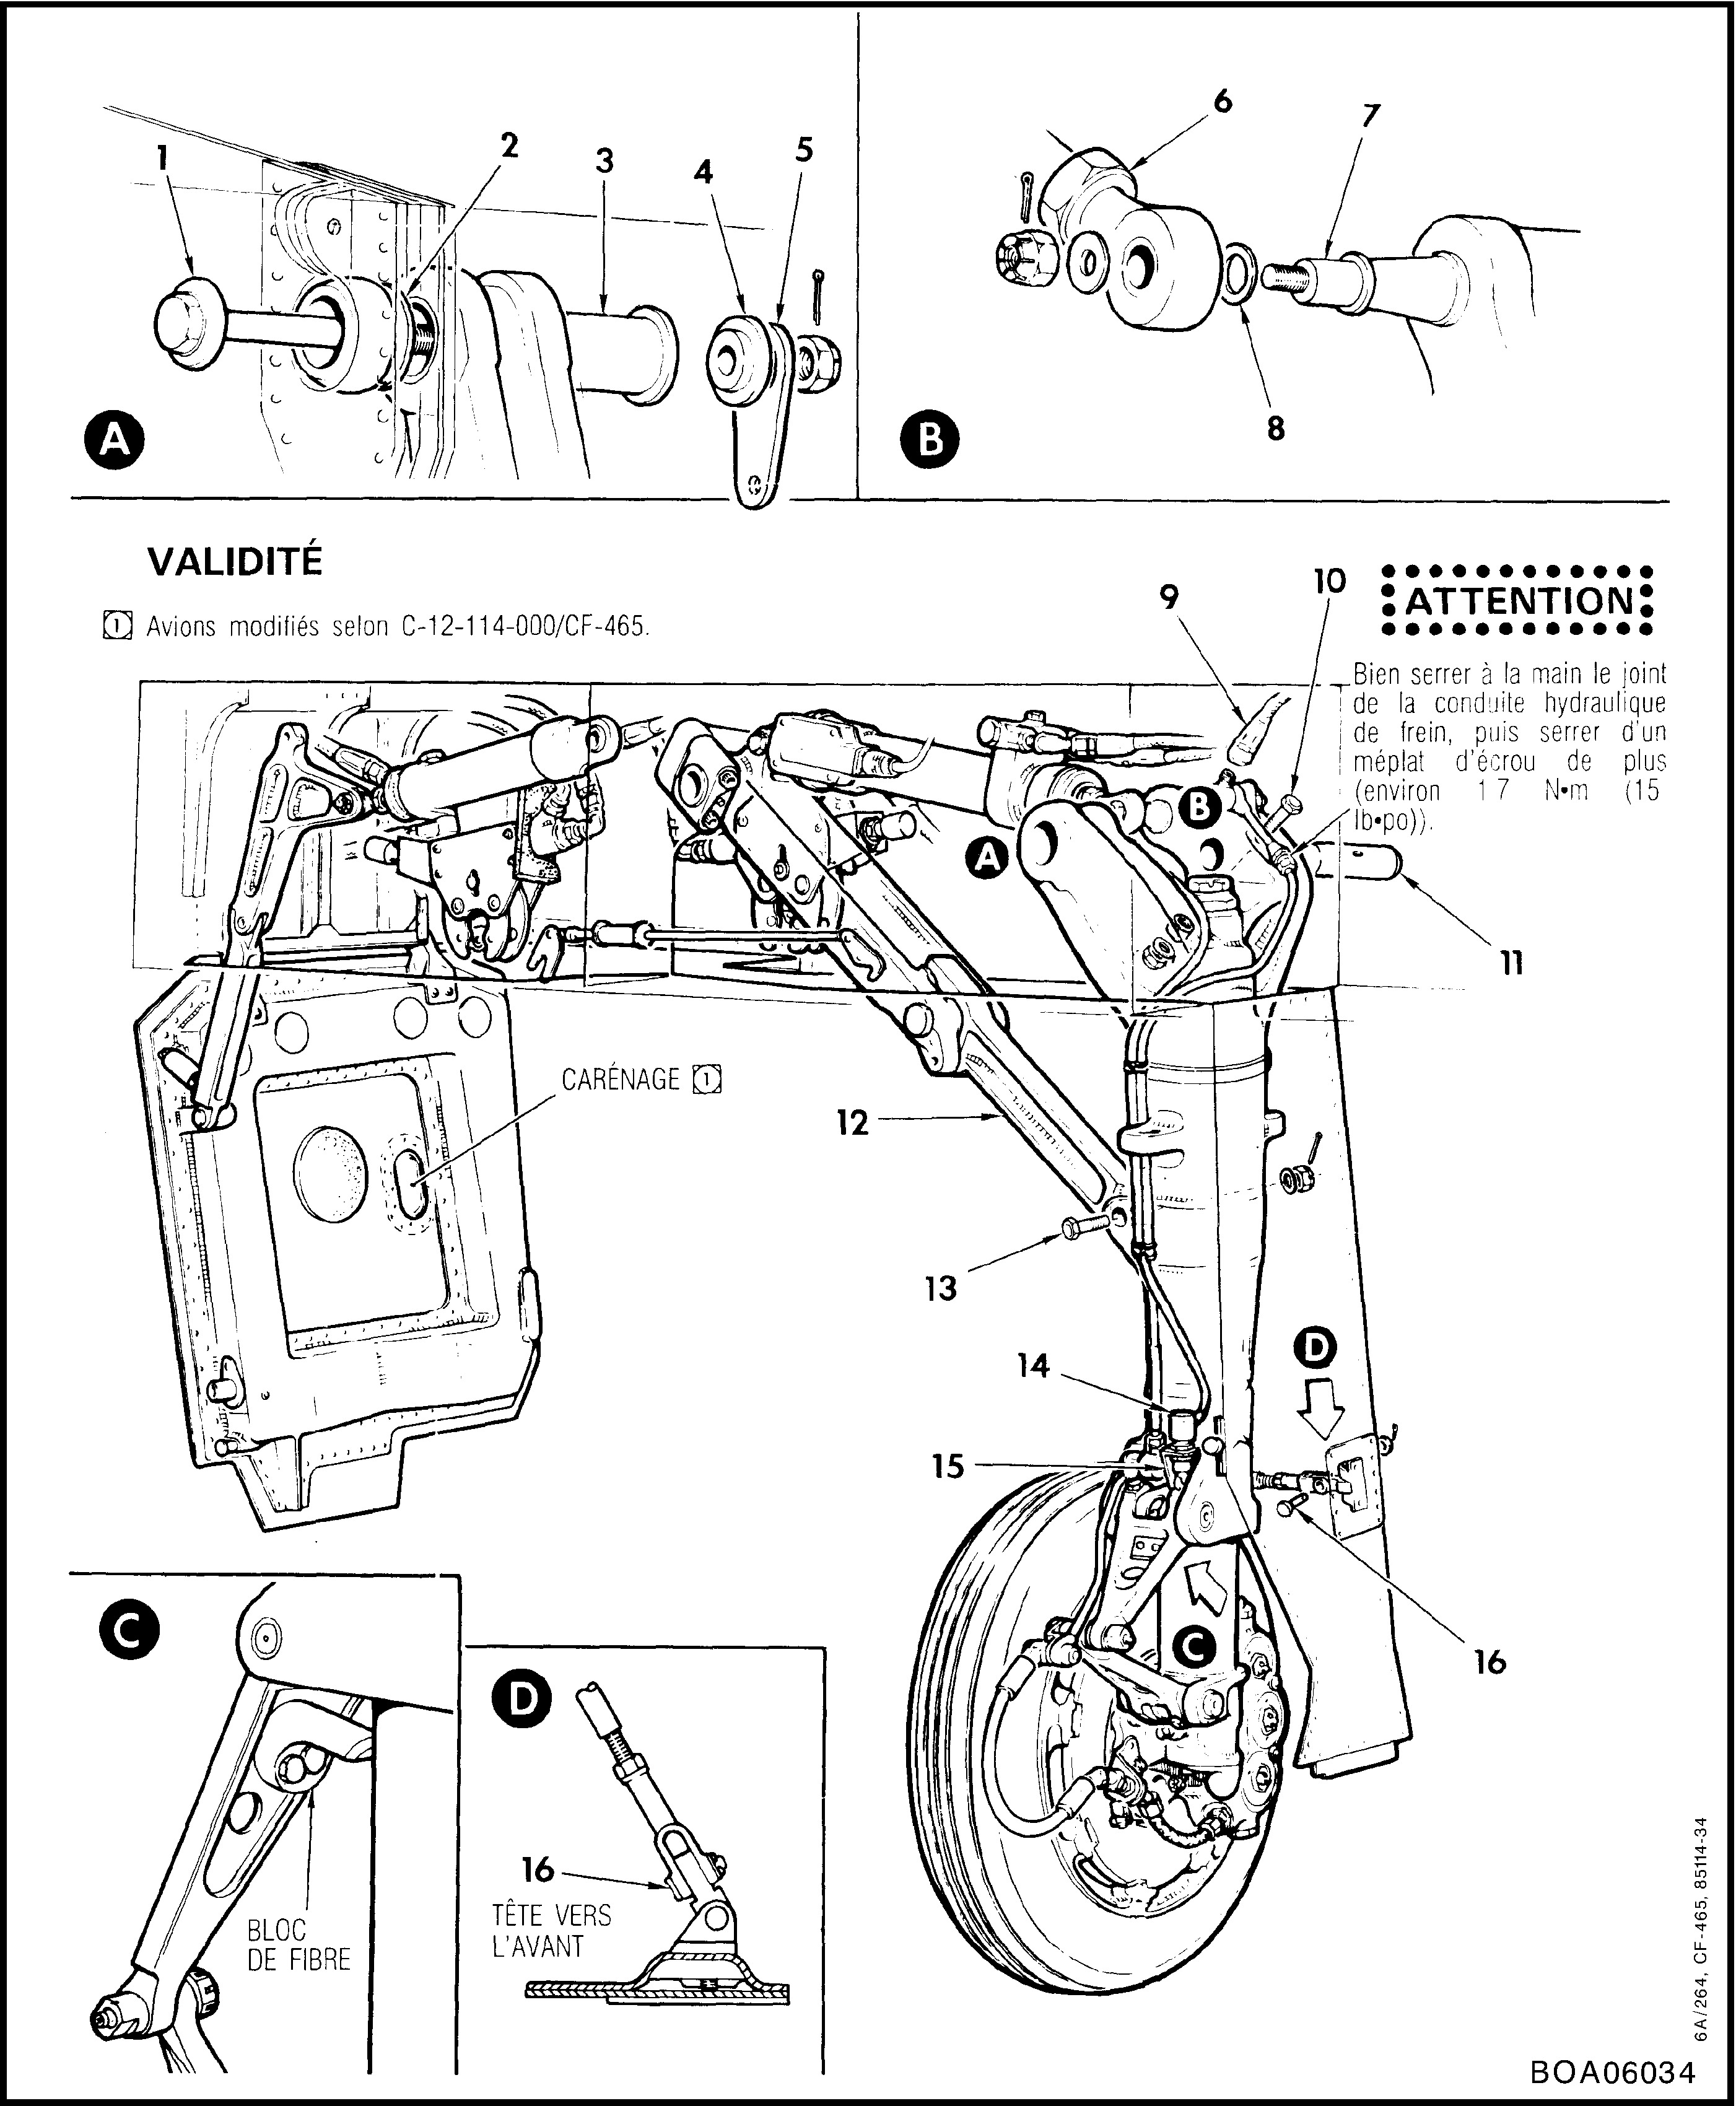 1
2
3
4
5
6
7
8
A
B
VALIDITÉ
1 Avions modifiés selon C-12-114-000/CF-465.
9
10
ATTENTION
Bien serrer à la main le joint
de la conduite hydraulique
de frein, puis serrer d'un
méplat d'écrou de plus
(environ 17 N•m (15
lb•po)).
B
A
11
CARÉNAGE 1
12
13
D
14
15
16
C
C
BLOC
DE FIBRE
D
16
TÊTE VERS
L'AVANT
6A/264, CF-465, 85114-34
BOA06034